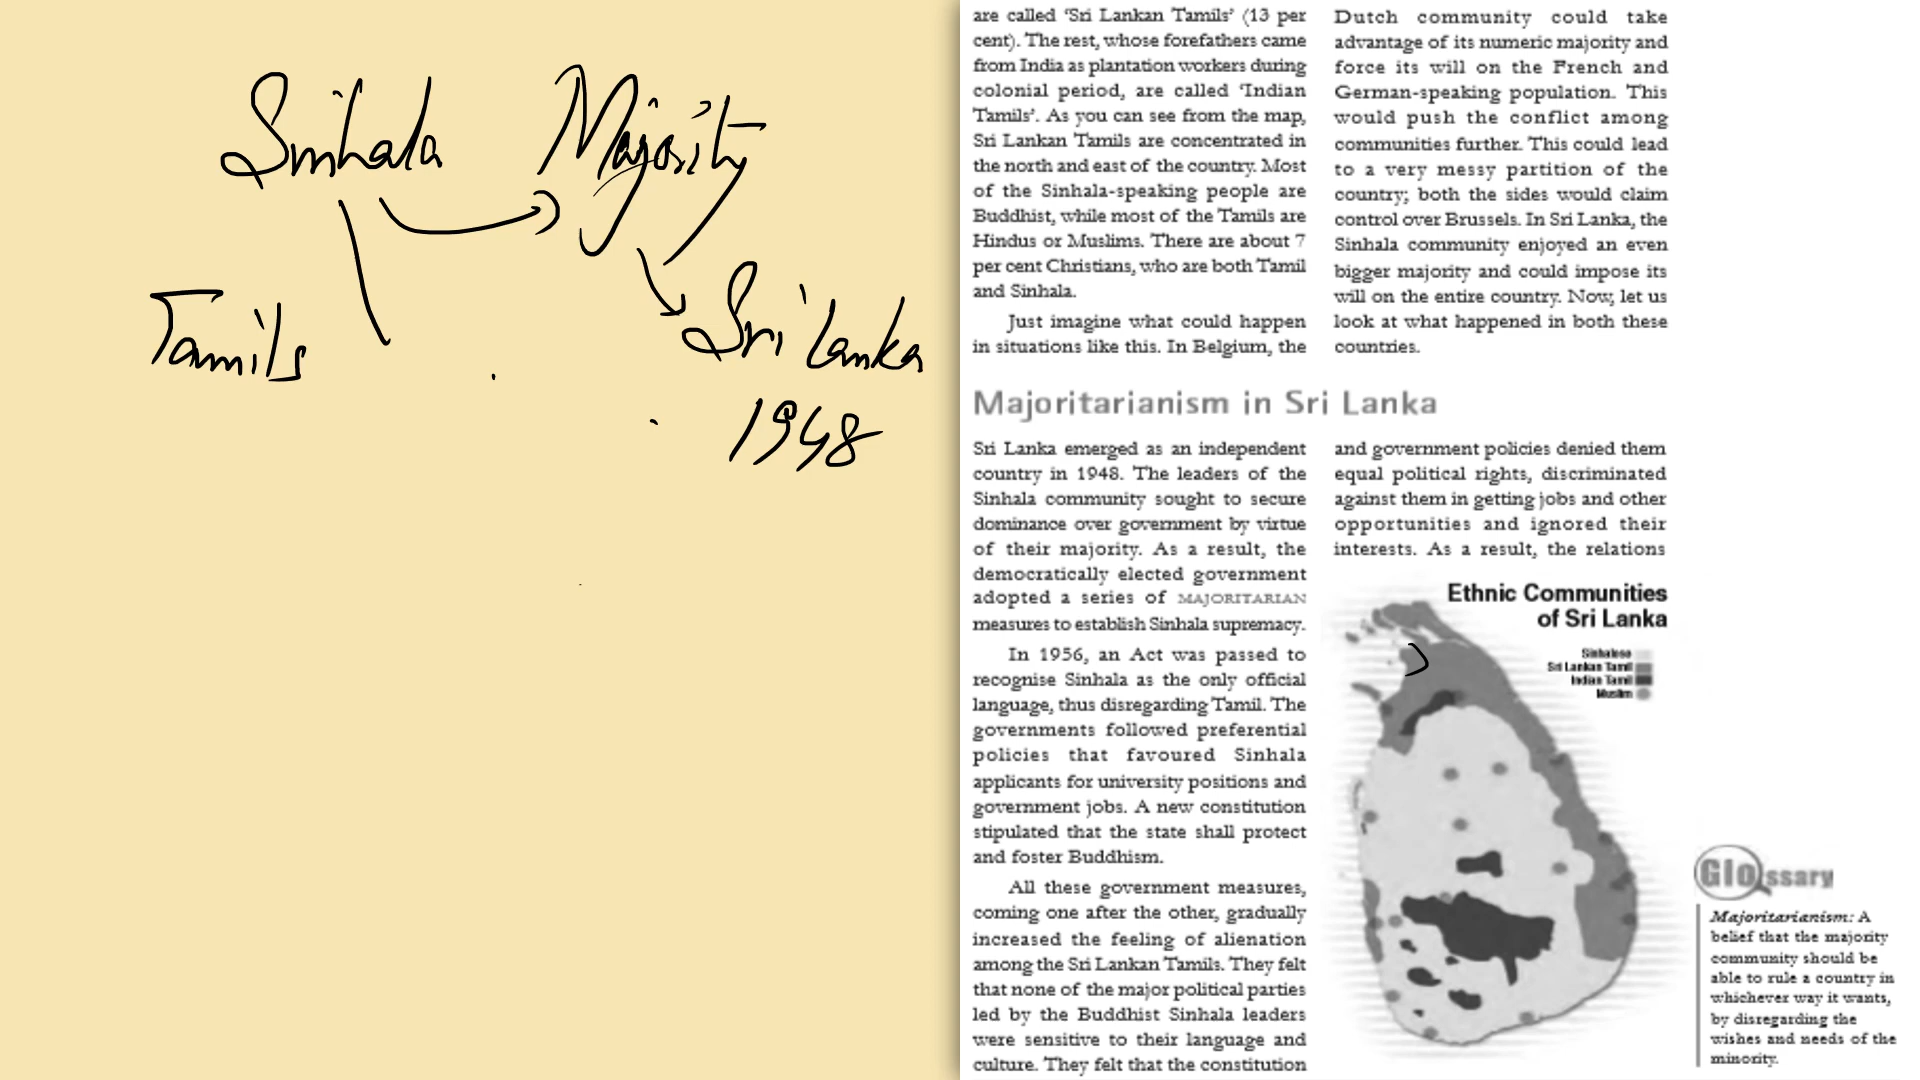 Sinhala Majority
Tamils
Sri Lanka
1948
are called ‘Sri Lankan Tamils’ (13 per
cent). The rest, whose forefathers came
from India as plantation workers during
colonial period, are called ‘Indian
Tamils’. As you can see from the map,
Sri Lankan Tamils are concentrated in
the north and east of the country. Most
of the Sinhala-speaking people are
Buddhist, while most of the Tamils are
Hindus or Muslims. There are about 7
per cent Christians, who are both Tamil
and Sinhala.
Just imagine what could happen
in situations like this. In Belgium, the
Dutch community could take
advantage of its numeric majority and
force its will on the French and
German-speaking population. This
would push the conflict among
communities further. This could lead
to a very messy partition of the
country; both the sides would claim
control over Brussels. In Sri Lanka, the
Sinhala community enjoyed an even
bigger majority and could impose its
will on the entire country. Now, let us
look at what happened in both these
countries.
Majoritarianism in Sri Lanka
Sri Lanka emerged as an independent
country in 1948. The leaders of the
Sinhala community sought to secure
dominance over government by virtue
of their majority. As a result, the
democratically elected government
adopted a series of MAJORITARIAN
measures to establish Sinhala supremacy.
In 1956, an Act was passed to
recognise Sinhala as the only official
language, thus disregarding Tamil. The
governments followed preferential
policies that favoured Sinhala
applicants for university positions and
government jobs. A new constitution
stipulated that the state shall protect
and foster Buddhism.
All these government measures,
coming one after the other, gradually
increased the feeling of alienation
among the Sri Lankan Tamils. They felt
that none of the major political parties
led by the Buddhist Sinhala leaders
were sensitive to their language and
culture. They felt that the constitution
and government policies denied them
equal political rights, discriminated
against them in getting jobs and other
opportunities and ignored their
interests. As a result, the relations
Ethnic Communities
of Sri Lanka
Sinhalese
Sri Lankan Tamil
Indian Tamil
Muslim
Glossary
Majoritarianism: A
belief that the majority
community should be
able to rule a country in
whichever way it wants,
by disregarding the
wishes and needs of the
minority.